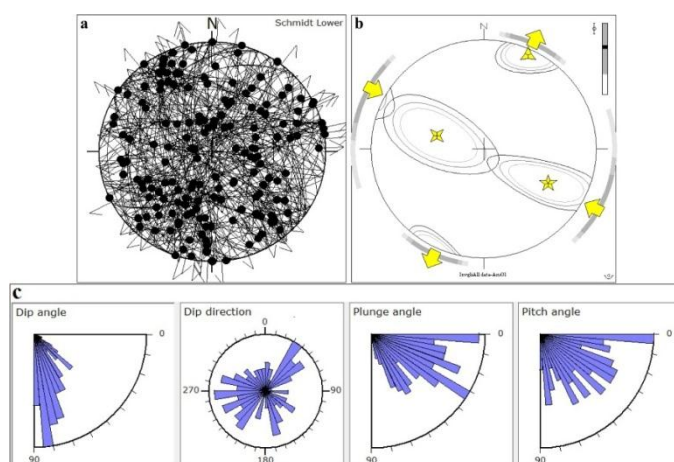 a
N
Schmidt Lower
b
N
c
Dip angle
0
90
Dip direction
0
270
90
180
Plunge angle
0
90
Pitch angle
0
90